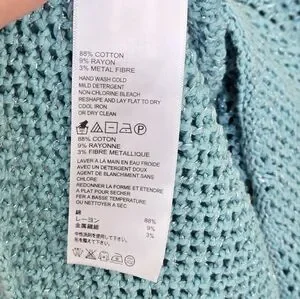 88% COTTON
9% RAYON
3% METAL FIBRE
HAND WASH COLD
MILD DETERGENT
NON-CHLORINE BLEACH
RESHAPE AND LAY FLAT TO DRY
COOL IRON
OR DRY CLEAN
88% COTON
9% RAYONNE
3% FIBRE METALLIQUE
LAVER A LA MAIN EN EAU FROIDE
AVEC UN DETERGENT DOUX
AGENT DE BLANCHIMENT SANS
CHLORE
REDONNER LA FORME ET ETENDRE
A PLAT POUR SECHER
FER A BASSE TEMPERATURE
OU NETTOYER A SEC
綿 88%
レーヨン 9%
金属繊維 3%